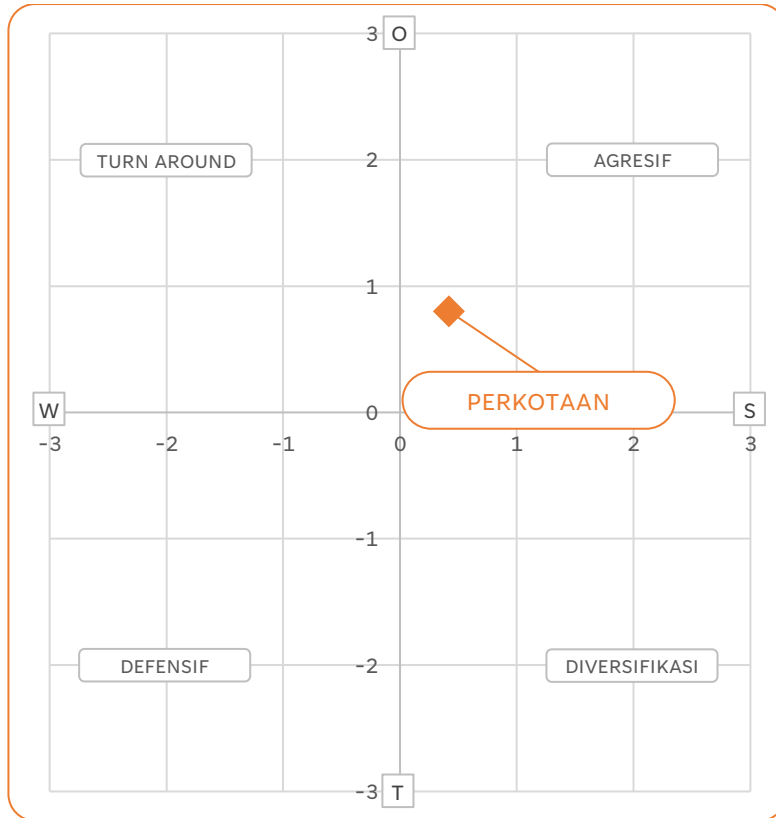 3 O
TURN AROUND 2 AGRESIF
1
PERKOTAAN
W 0 S
-3 -2 -1 0 1 2 3
-1
DEFENSIF -2 DIVERSIFIKASI
-3 T